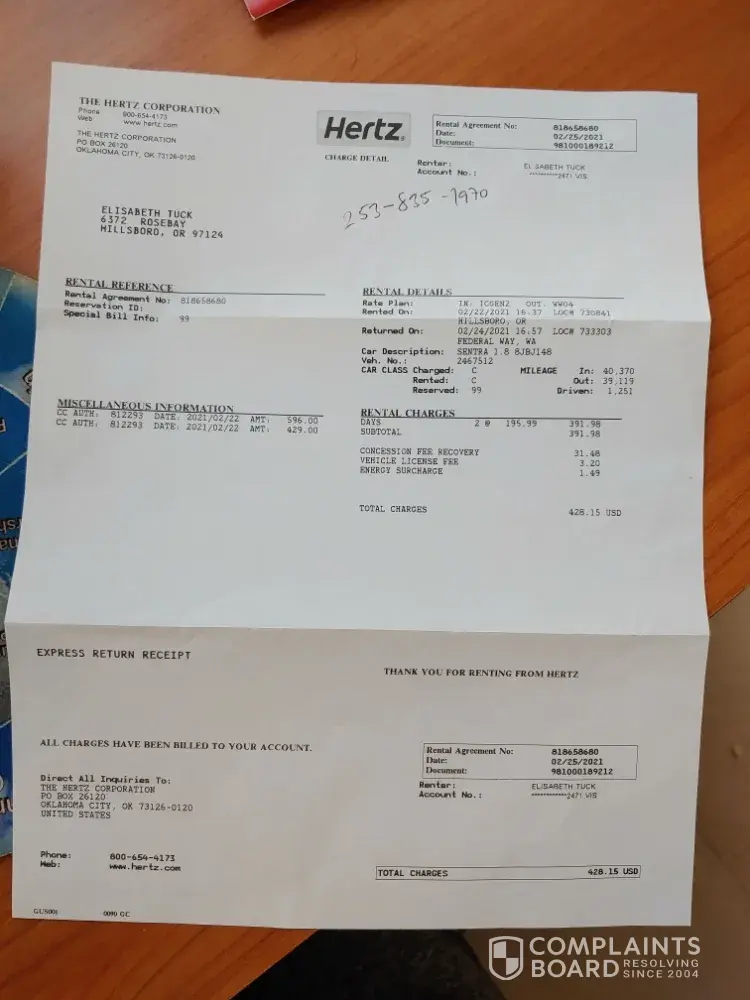 THE HERTZ CORPORATION
Phone 800-654-4173
Web www.hertz.com
THE HERTZ CORPORATION
PO BOX 26120
OKLAHOMA CITY, OK 73126-0120
Hertz
CHARGE DETAIL
Rental Agreement No: 818658680
Date: 02/25/2021
Document: 981000189212
Renter: EL SABETH TUCK
Account No.: **********2471 VIS
253-835-1970
ELISABETH TUCK
6372 ROSEBAY
HILLSBORO, OR 97124
RENTAL REFERENCE
Rental Agreement No: 818658680
Reservation ID:
Special Bill Info: 99
MISCELLANEOUS INFORMATION
CC AUTH: 812293 DATE: 2021/02/22 AMT: 596.00
CC AUTH: 812293 DATE: 2021/02/22 AMT: 429.00
RENTAL DETAILS
Rate Plan: IN: OUT: WW04
Rented On: 02/22/2021 16.37 LOC# 730841
HILLSBORO, OR
Returned On: 02/24/2021 16.57 LOC# 733303
FEDERAL WAY, WA
Car Description: SENTRA 1.8 8JBJ148
Veh. No.: 2467512
CAR CLASS Charged: C MILEAGE In: 40,370
Rented: C Out: 39,119
Reserved: 99 Driven: 1,251
RENTAL CHARGES
DAYS 2 @ 195.99 391.98
SUBTOTAL 391.98
CONCESSION FEE RECOVERY 31.48
VEHICLE LICENSE FEE 3.20
ENERGY SURCHARGE 1.49
TOTAL CHARGES 428.15 USD
EXPRESS RETURN RECEIPT
THANK YOU FOR RENTING FROM HERTZ
ALL CHARGES HAVE BEEN BILLED TO YOUR ACCOUNT.
Direct All Inquiries To:
THE HERTZ CORPORATION
PO BOX 26120
OKLAHOMA CITY, OK 73126-0120
UNITED STATES
Phone: 800-654-4173
Web: www.hertz.com
Rental Agreement No: 818658680
Date: 02/25/2021
Document: 981000189212
Renter: ELISABETH TUCK
Account No.: ************2471 VIS
TOTAL CHARGES 428.15 USD
GUS001 0090 GC
COMPLAINTS
BOARD RESOLVING
SINCE 2004